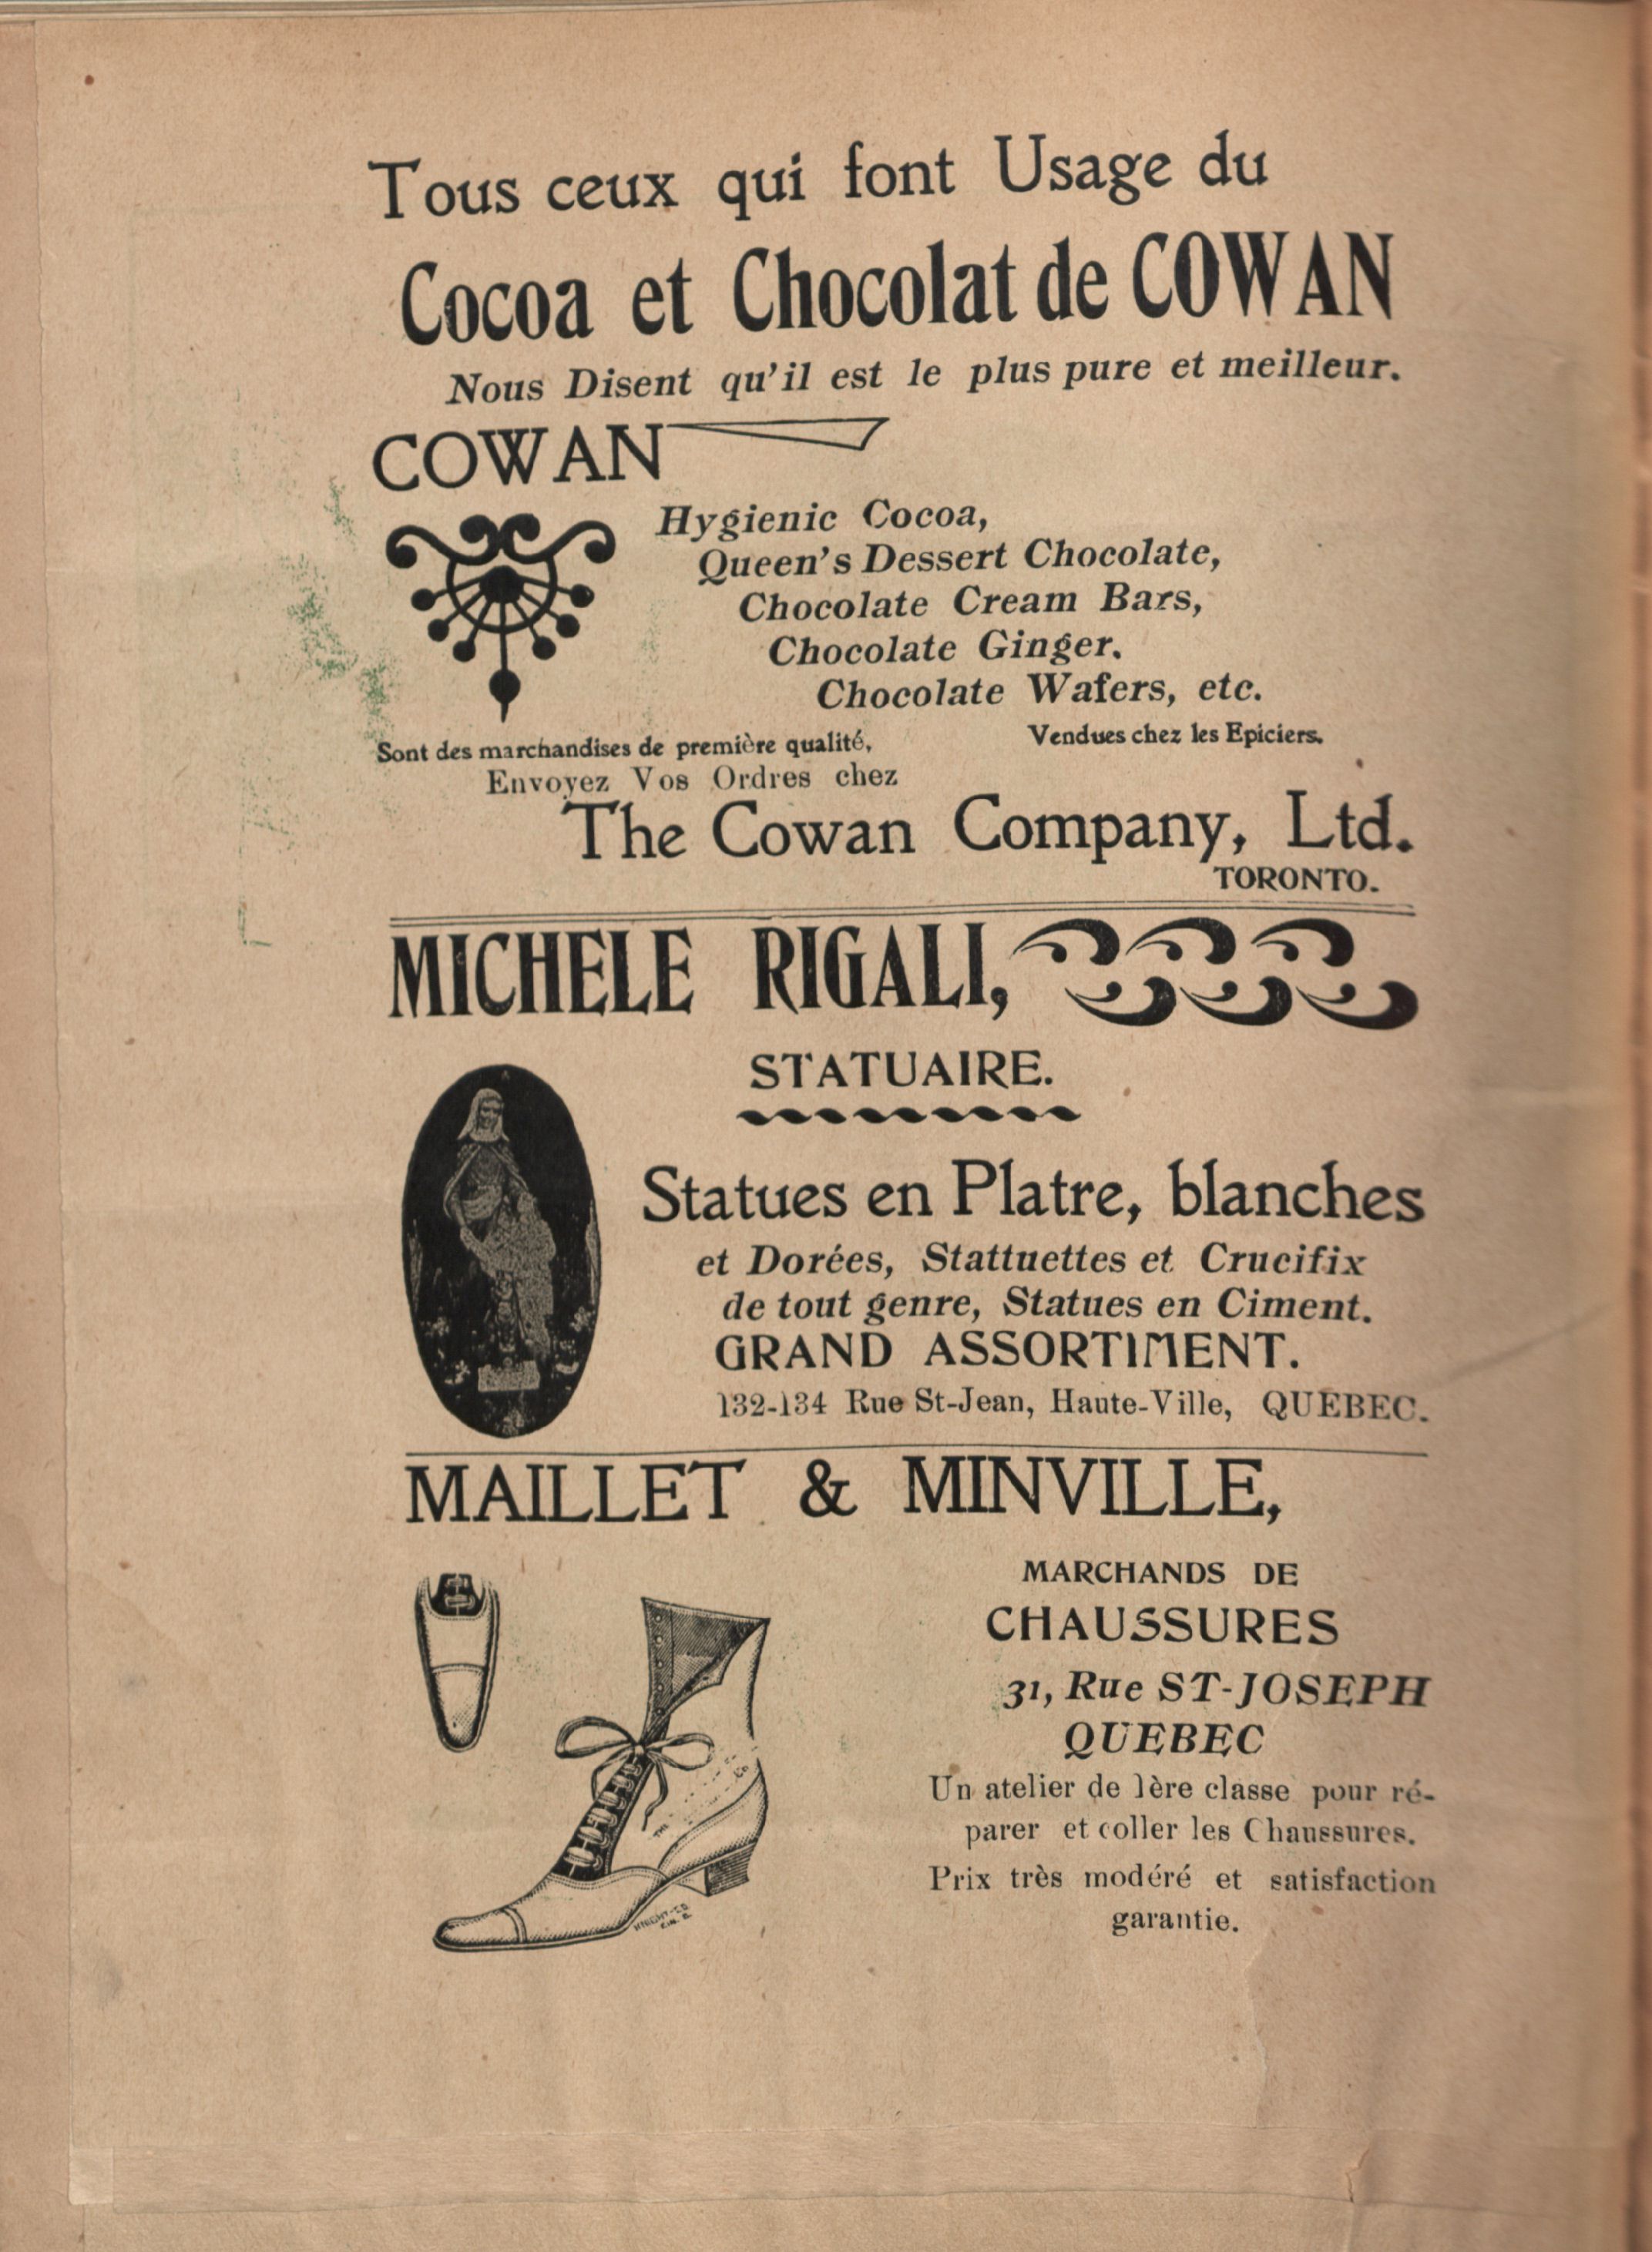 Tous ceux qui font Usage du
Cocoa et Chocolat de COWAN
Nous Disent qu'il est le plus pure et meilleur.
COWAN
Hygienic Cocoa,
Queen's Dessert Chocolate,
Chocolate Cream Bars,
Chocolate Ginger.
Chocolate Wafers, etc.
Sont des marchandises de première qualité, Vendues chez les Epiciers.
Envoyez Vos Ordres chez
The Cowan Company, Ltd.
TORONTO.
MICHELE RIGALI,
STATUAIRE.
Statues en Platre, blanches
et Dorées, Stattuettes et Crucifix
de tout genre, Statues en Ciment.
GRAND ASSORTIMENT.
132-134 Rue St-Jean, Haute-Ville, QUEBEC.
MAILLET & MINVILLE,
MARCHANDS DE
CHAUSSURES
31, Rue ST-JOSEPH
QUEBEC
Un atelier de 1ère classe pour ré-
parer et coller les Chaussures.
Prix très modéré et satisfaction
garantie.